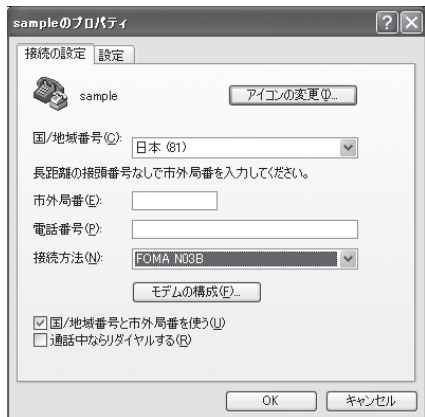 sampleのプロパティ
接続の設定 設定
sample アイコンの変更(I)...
国/地域番号(C): 日本 (81)
長距離の接頭番号なしで市外局番を入力してください。
市外局番(E):
電話番号(P):
接続方法(N): FOMA N03B
モデムの構成(F)...
国/地域番号と市外局番を使う(U)
通話中ならリダイヤルする(R)
OK キャンセル